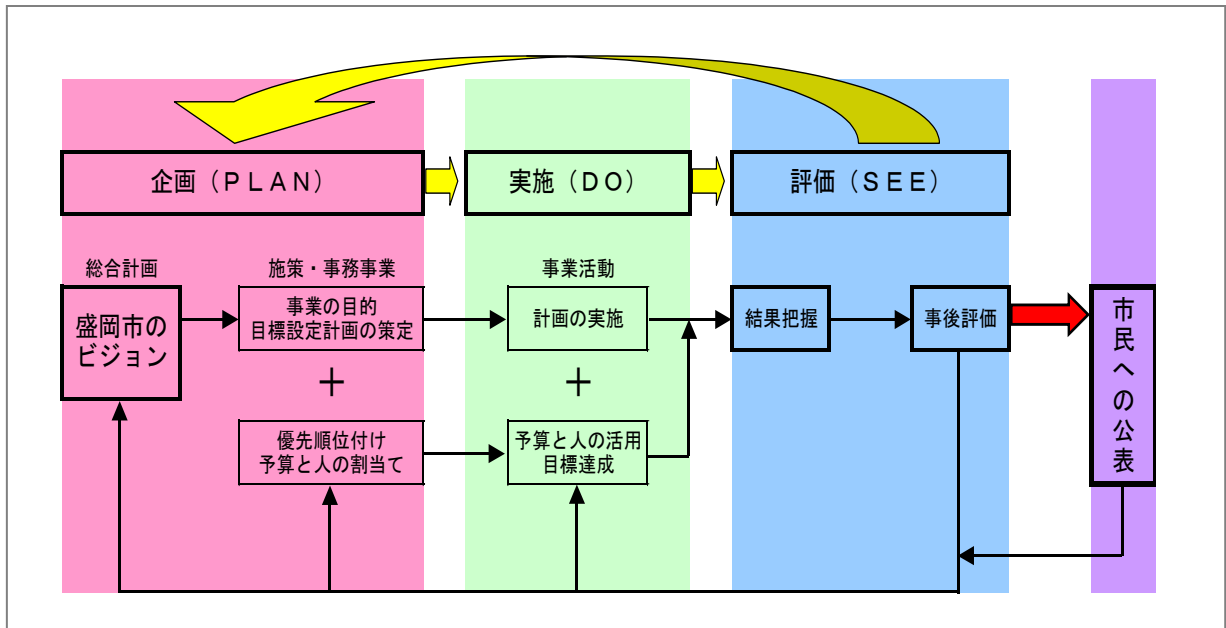 企画（ＰＬＡＮ）
実施（ＤＯ）
評価（ＳＥＥ）
総合計画
施策・事務事業
事業活動
盛岡市の
ビジョン
事業の目的
目標設定計画の策定
計画の実施
結果把握
事後評価
市民への公表
＋
＋
優先順位付け
予算と人の割当て
予算と人の活用
目標達成